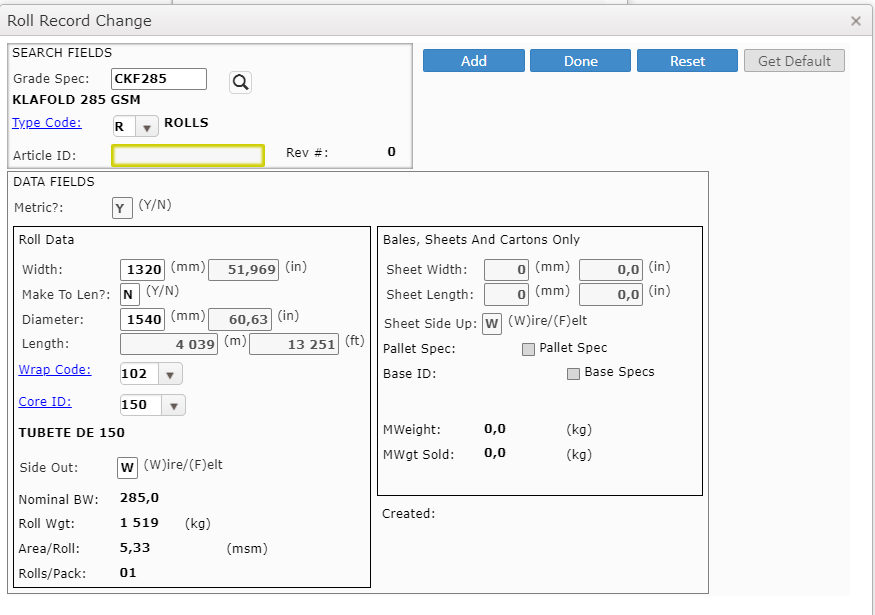 Roll Record Change ×
SEARCH FIELDS
Grade Spec: CKF285
KLAFOLD 285 GSM
Type Code: R ROLLS
Article ID: Rev #: 0
Add Done Reset Get Default
DATA FIELDS
Metric?: Y (Y/N)
Roll Data
Width: 1320 (mm) 51,969 (in)
Make To Len?: N (Y/N)
Diameter: 1540 (mm) 60,63 (in)
Length: 4 039 (m) 13 251 (ft)
Wrap Code: 102
Core ID: 150
TUBETE DE 150
Side Out: W (W)ire/(F)elt
Nominal BW: 285,0
Roll Wgt: 1 519 (kg)
Area/Roll: 5,33 (msm)
Rolls/Pack: 01
Bales, Sheets And Cartons Only
Sheet Width: 0 (mm) 0,0 (in)
Sheet Length: 0 (mm) 0,0 (in)
Sheet Side Up: W (W)ire/(F)elt
Pallet Spec: Pallet Spec
Base ID: Base Specs
MWeight: 0,0 (kg)
MWgt Sold: 0,0 (kg)
Created: